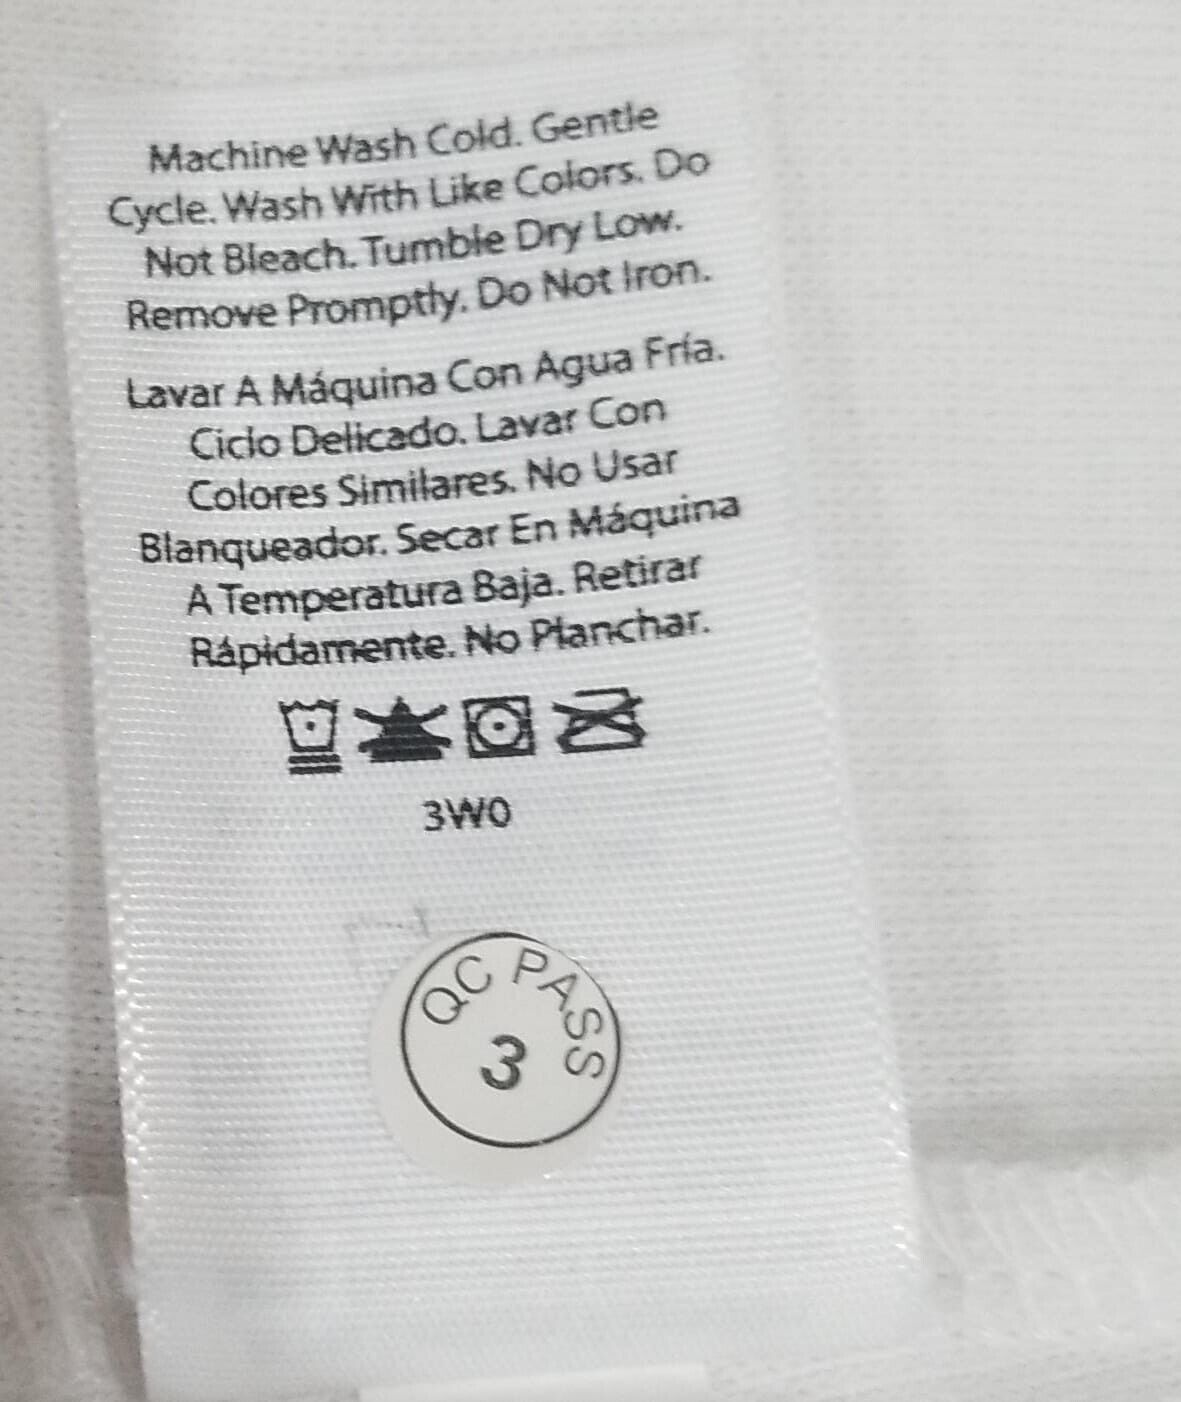 Machine Wash Cold. Gentle
Cycle. Wash With Like Colors. Do
Not Bleach. Tumble Dry Low.
Remove Promptly. Do Not Iron.
Lavar A Máquina Con Agua Fría.
Ciclo Delicado. Lavar Con
Colores Similares. No Usar
Blanqueador. Secar En Máquina
A Temperatura Baja. Retirar
Rápidamente. No Planchar.
3W0
QC PASS
3